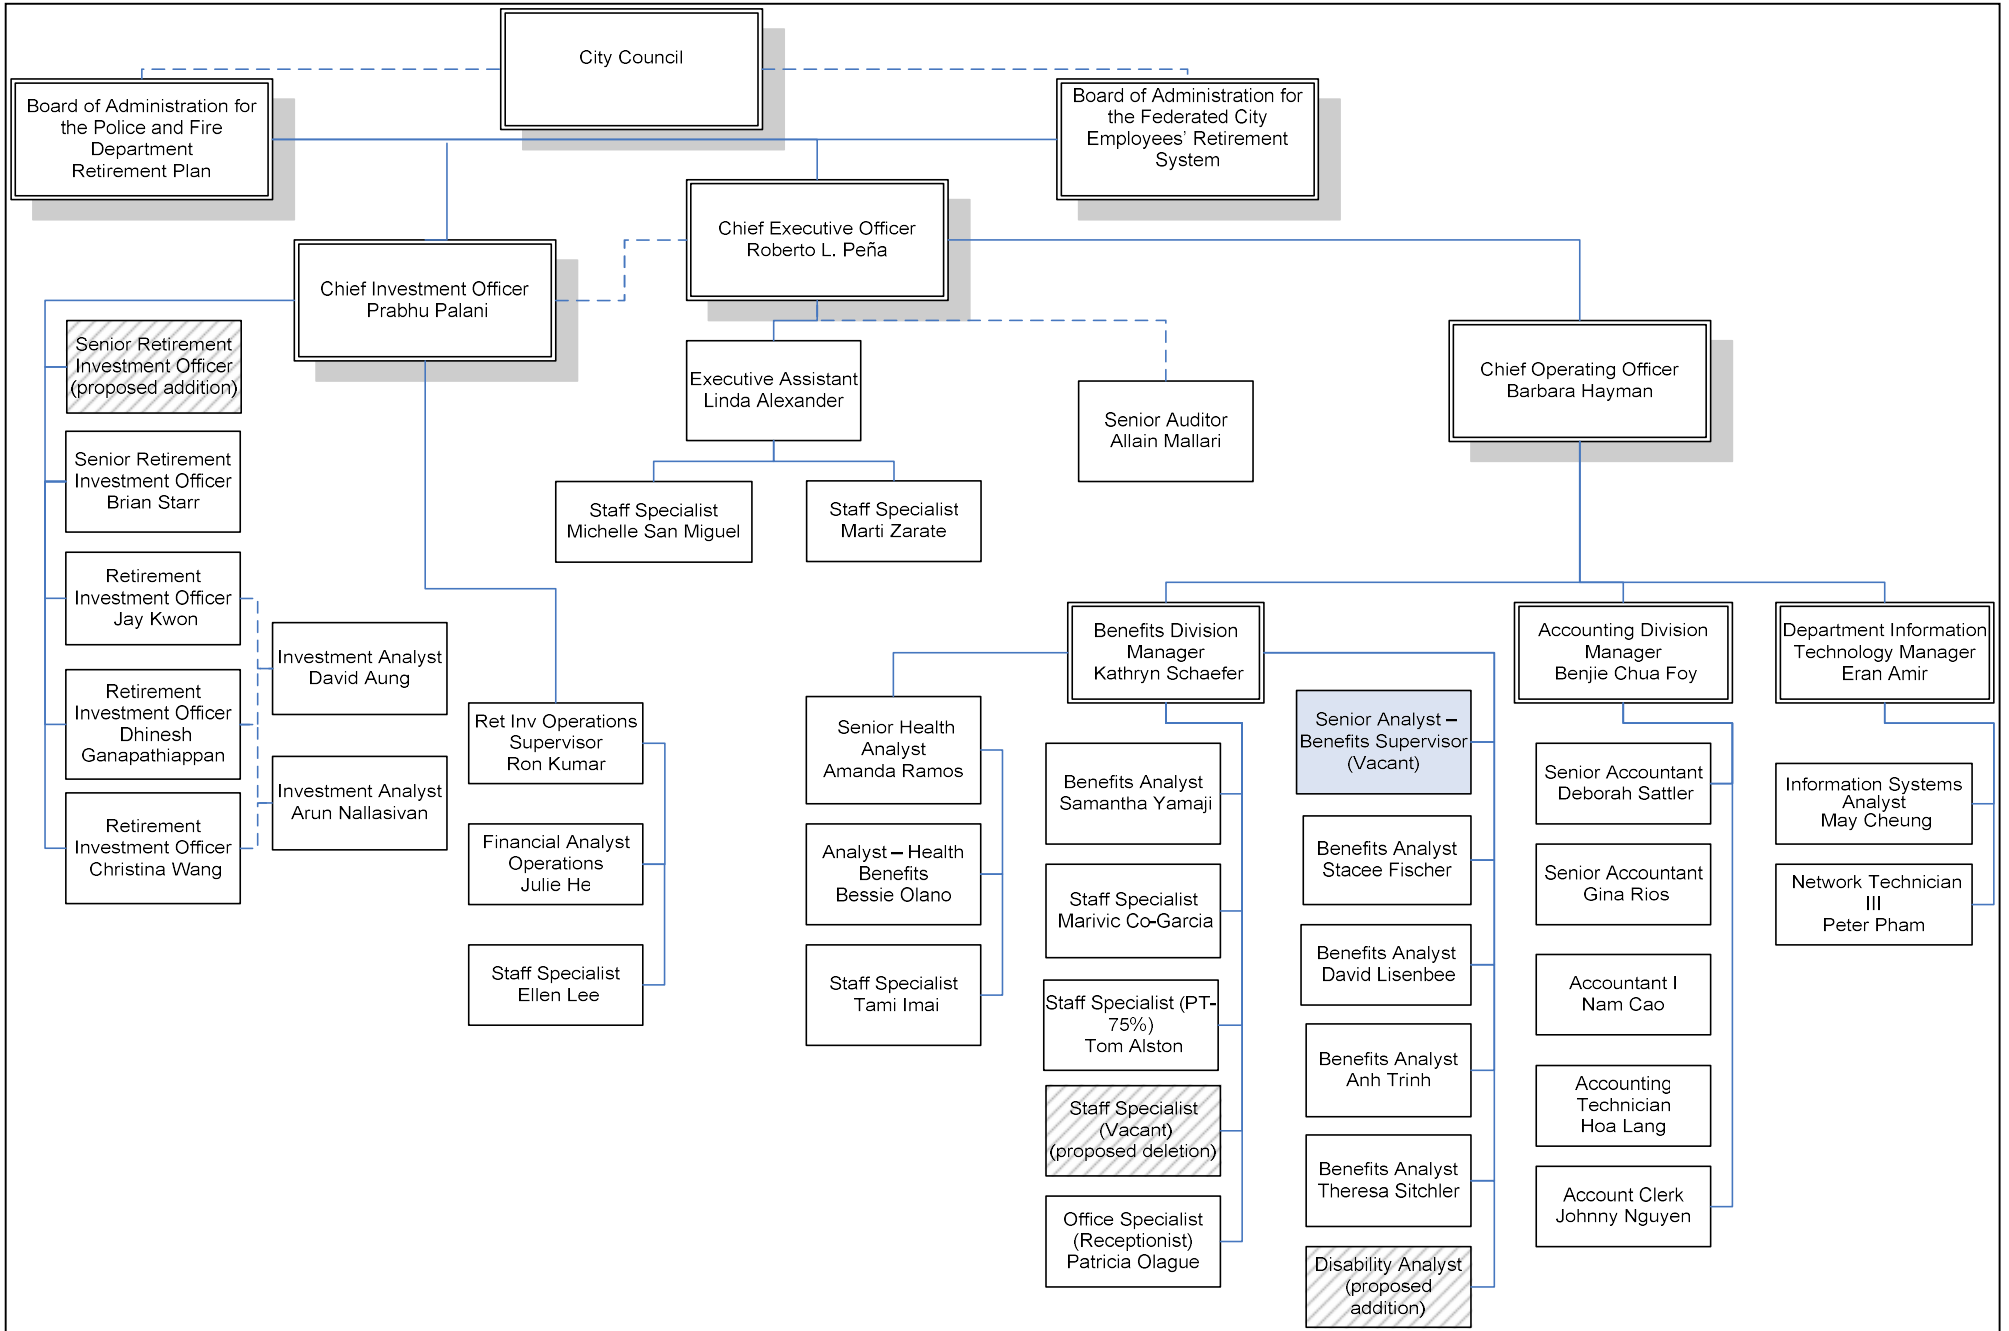 City Council
Board of Administration for
the Police and Fire
Department
Retirement Plan
Board of Administration for
the Federated City
Employees’ Retirement
System
Chief Executive Officer
Roberto L. Peña
Chief Investment Officer
Prabhu Palani
Chief Operating Officer
Barbara Hayman
Executive Assistant
Linda Alexander
Senior Auditor
Allain Mallari
Staff Specialist
Michelle San Miguel
Staff Specialist
Marti Zarate
Senior Retirement
Investment Officer
(proposed addition)
Senior Retirement
Investment Officer
Brian Starr
Retirement
Investment Officer
Jay Kwon
Retirement
Investment Officer
Dhinesh
Ganapathiappan
Retirement
Investment Officer
Christina Wang
Investment Analyst
David Aung
Investment Analyst
Arun Nallasivan
Ret Inv Operations
Supervisor
Ron Kumar
Financial Analyst
Operations
Julie He
Staff Specialist
Ellen Lee
Benefits Division
Manager
Kathryn Schaefer
Accounting Division
Manager
Benjie Chua Foy
Department Information
Technology Manager
Eran Amir
Senior Health
Analyst
Amanda Ramos
Analyst – Health
Benefits
Bessie Olano
Staff Specialist
Tami Imai
Benefits Analyst
Samantha Yamaji
Staff Specialist
Marivic Co-Garcia
Staff Specialist (PT-
75%)
Tom Alston
Staff Specialist
(Vacant)
(proposed deletion)
Office Specialist
(Receptionist)
Patricia Olague
Senior Analyst –
Benefits Supervisor
(Vacant)
Benefits Analyst
Stacee Fischer
Benefits Analyst
David Lisenbee
Benefits Analyst
Anh Trinh
Benefits Analyst
Theresa Sitchler
Disability Analyst
(proposed
addition)
Senior Accountant
Deborah Sattler
Senior Accountant
Gina Rios
Accountant I
Nam Cao
Accounting
Technician
Hoa Lang
Account Clerk
Johnny Nguyen
Information Systems
Analyst
May Cheung
Network Technician
III
Peter Pham